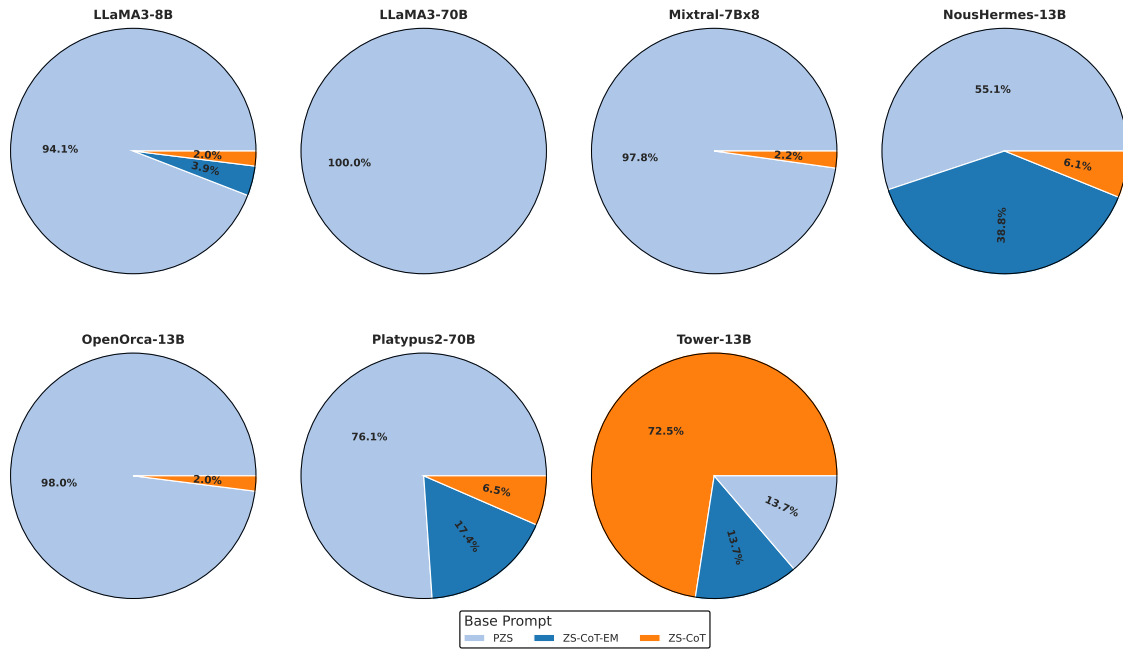 LLaMA3-8B
LLaMA3-70B
Mixtral-7Bx8
NousHermes-13B
94.1%
2.0%
3.9%
100.0%
97.8%
2.2%
55.1%
6.1%
38.8%
OpenOrca-13B
Platypus2-70B
Tower-13B
98.0%
2.0%
76.1%
6.5%
17.4%
72.5%
13.7%
13.7%
Base Prompt
PZS ZS-CoT-EM ZS-CoT